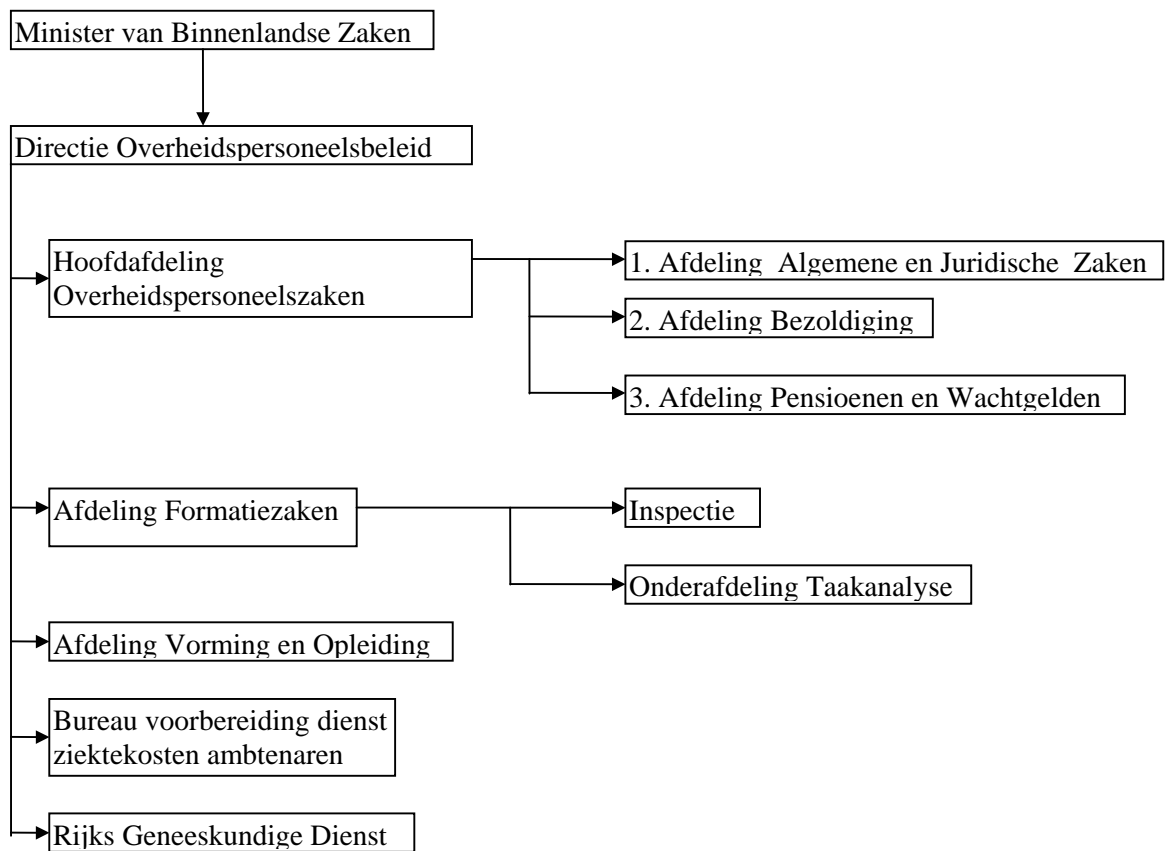 Minister van Binnenlandse Zaken
Directie Overheidspersoneelsbeleid
Hoofdafdeling
Overheidspersoneelszaken
1. Afdeling Algemene en Juridische Zaken
2. Afdeling Bezoldiging
3. Afdeling Pensioenen en Wachtgelden
Afdeling Formatiezaken
Inspectie
Onderafdeling Taakanalyse
Afdeling Vorming en Opleiding
Bureau voorbereiding dienst
ziektekosten ambtenaren
Rijks Geneeskundige Dienst